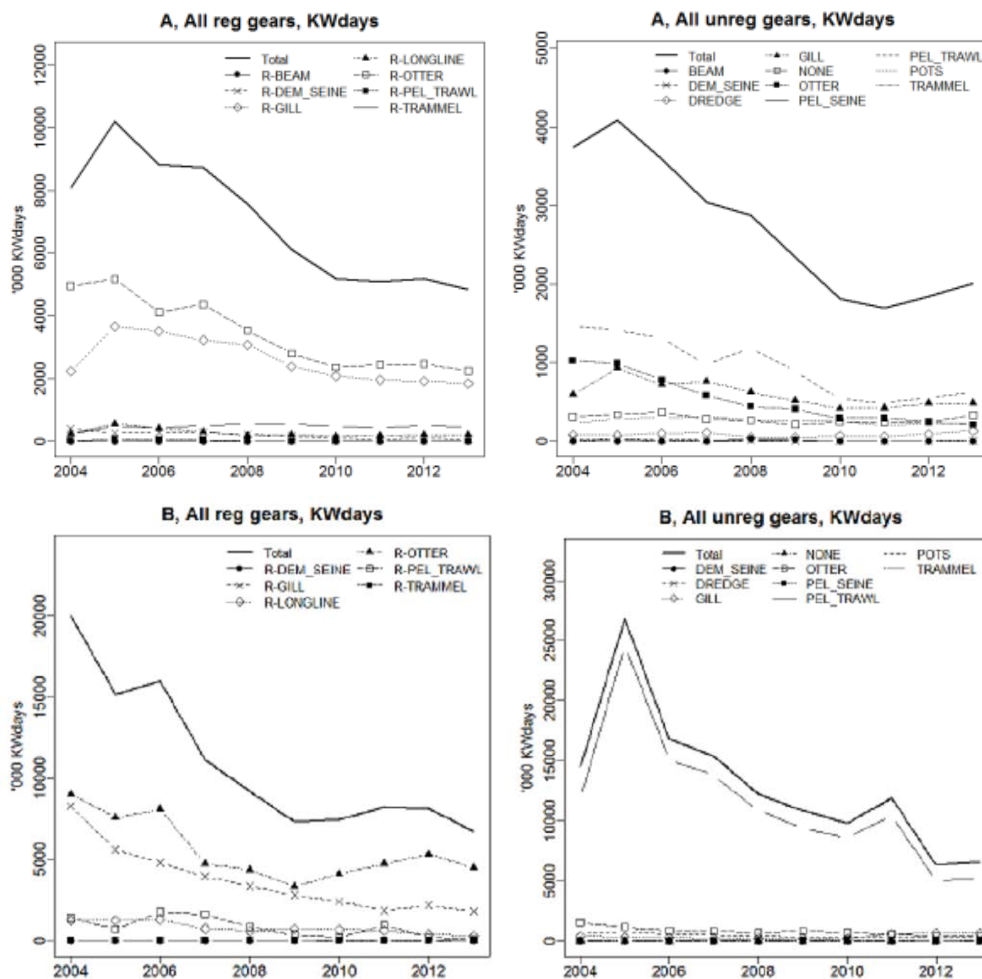 A, All reg gears, KWdays
Total R-LONGLINE
R-BEAM R-OTTER
R-DEM_SEINE R-PEL_TRAWL
R-GILL R-TRAMMEL
'000 KWdays
0 2000 4000 6000 8000 10000 12000
2004 2006 2008 2010 2012
A, All unreg gears, KWdays
Total GILL PEL_TRAWL
BEAM NONE POTS
DEM_SEINE OTTER TRAMMEL
DREDGE PEL_SEINE
'000 KWdays
0 1000 2000 3000 4000 5000
2004 2006 2008 2010 2012
B, All reg gears, KWdays
Total R-OTTER
R-DEM_SEINE R-PEL_TRAWL
R-GILL R-TRAMMEL
R-LONGLINE
'000 KWdays
0 5000 10000 15000 20000
2004 2006 2008 2010 2012
B, All unreg gears, KWdays
Total NONE POTS
DEM_SEINE OTTER TRAMMEL
DREDGE PEL_SEINE
GILL PEL_TRAWL
'000 KWdays
0 5000 10000 15000 20000 25000 30000
2004 2006 2008 2010 2012